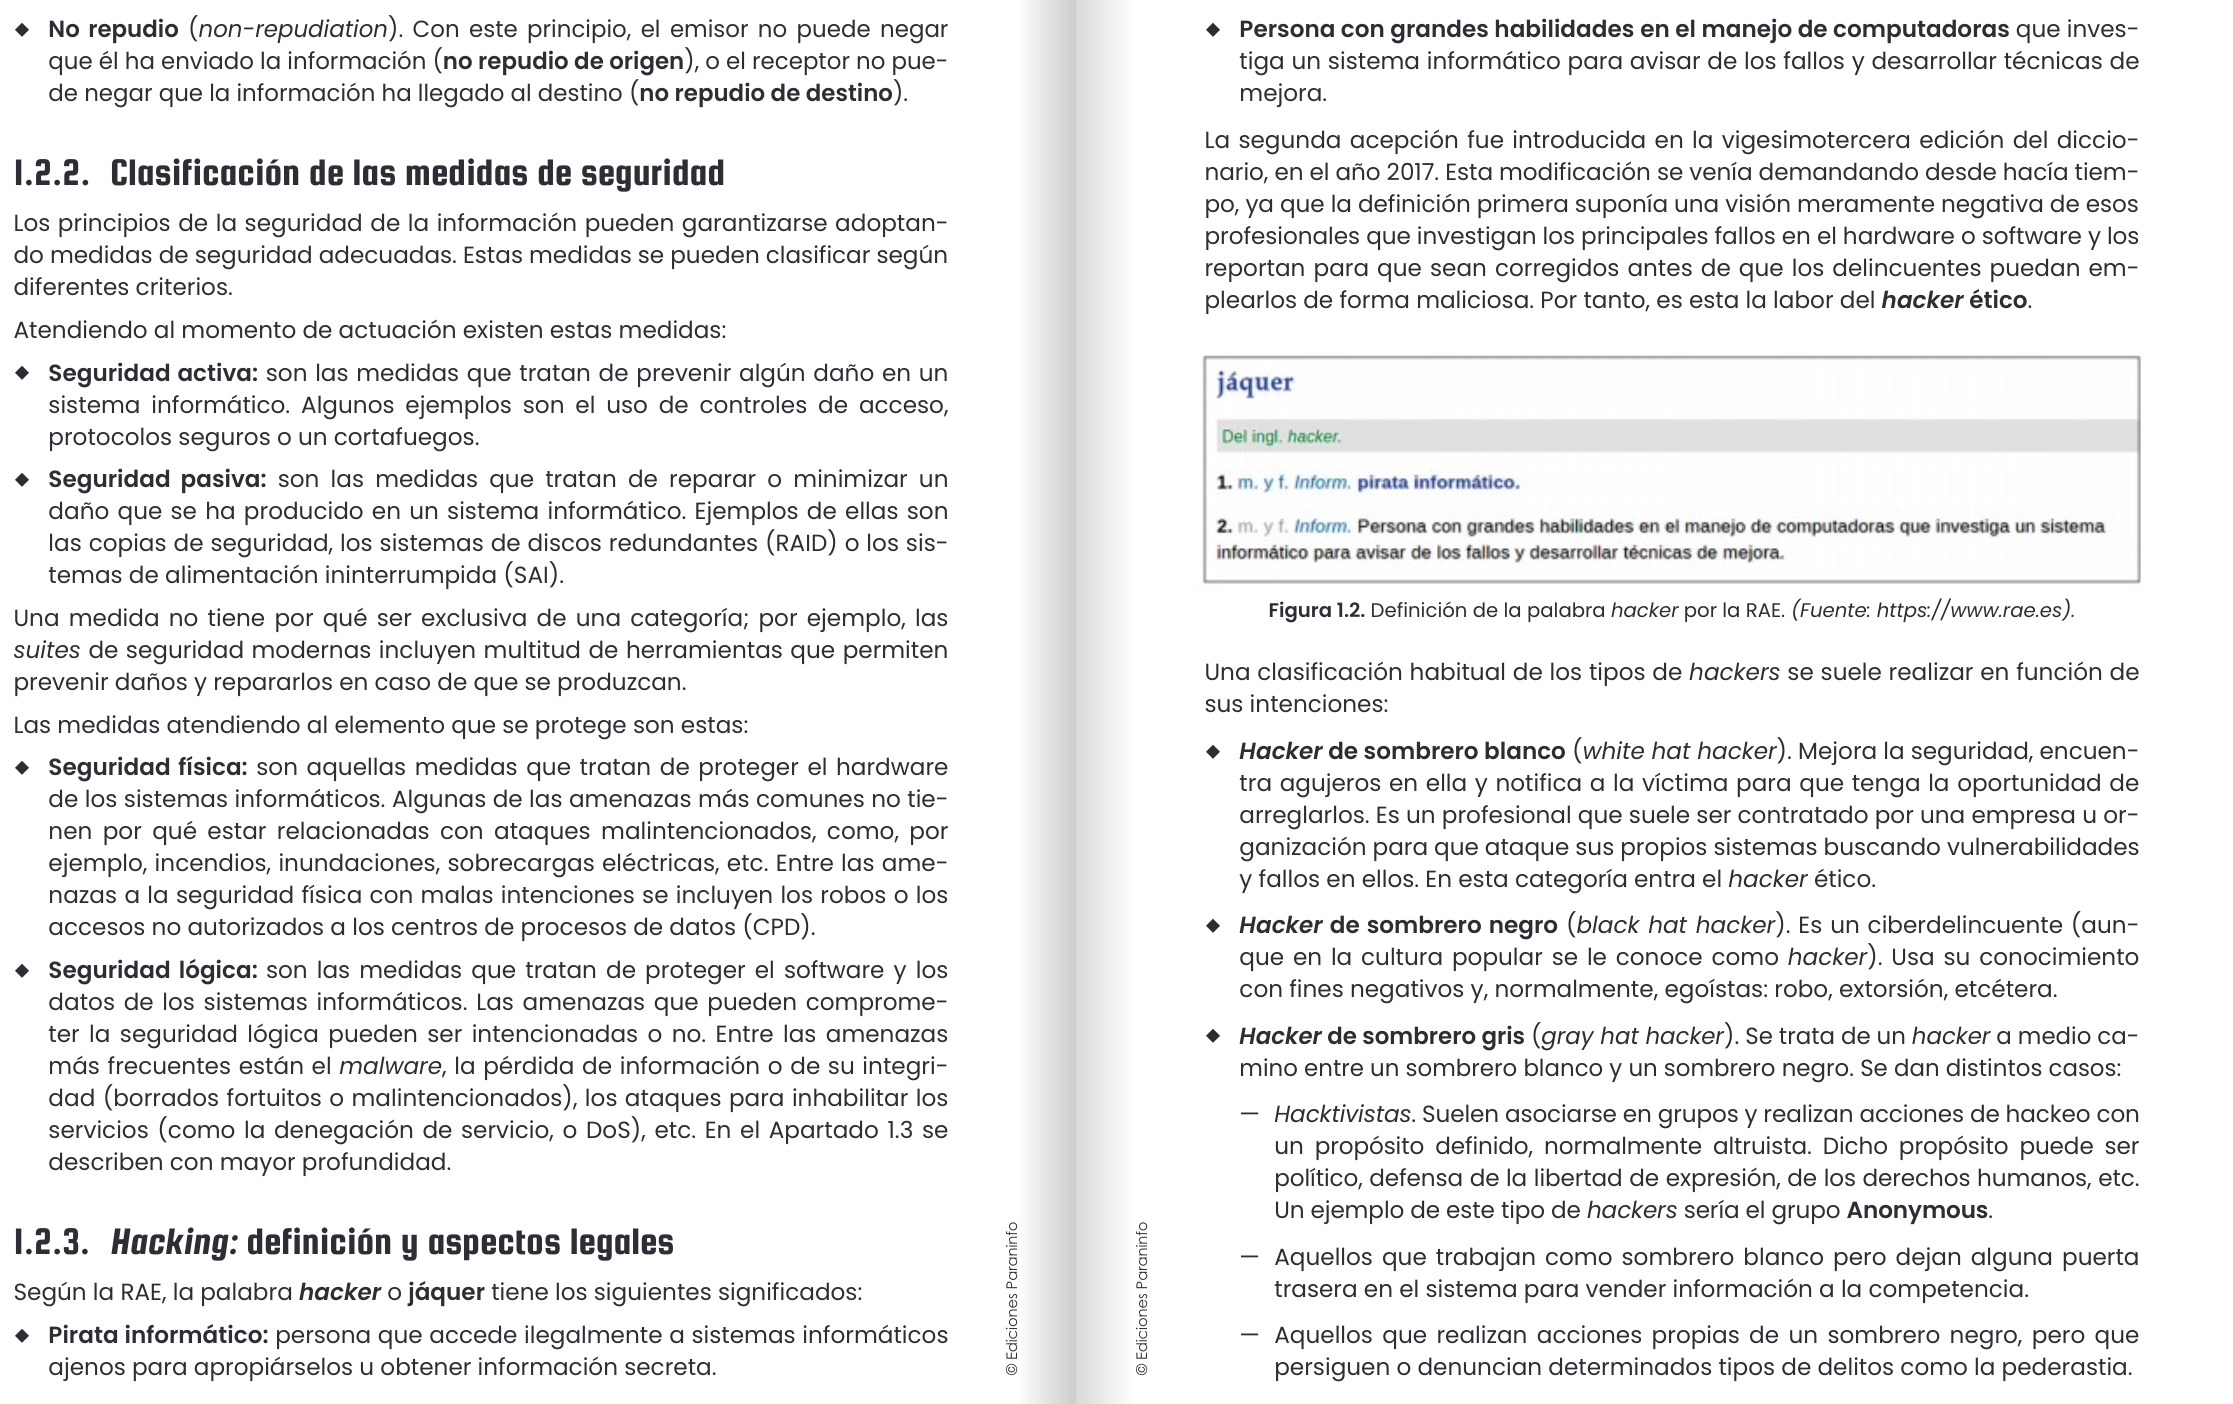 ◆ No repudio (non-repudiation). Con este principio, el emisor no puede negar
que él ha enviado la información (no repudio de origen), o el receptor no pue-
de negar que la información ha llegado al destino (no repudio de destino).
1.2.2. Clasificación de las medidas de seguridad
Los principios de la seguridad de la información pueden garantizarse adoptan-
do medidas de seguridad adecuadas. Estas medidas se pueden clasificar según
diferentes criterios.
Atendiendo al momento de actuación existen estas medidas:
◆ Seguridad activa: son las medidas que tratan de prevenir algún daño en un
sistema informático. Algunos ejemplos son el uso de controles de acceso,
protocolos seguros o un cortafuegos.
◆ Seguridad pasiva: son las medidas que tratan de reparar o minimizar un
daño que se ha producido en un sistema informático. Ejemplos de ellas son
las copias de seguridad, los sistemas de discos redundantes (RAID) o los sis-
temas de alimentación ininterrumpida (SAI).
Una medida no tiene por qué ser exclusiva de una categoría; por ejemplo, las
suites de seguridad modernas incluyen multitud de herramientas que permiten
prevenir daños y repararlos en caso de que se produzcan.
Las medidas atendiendo al elemento que se protege son estas:
◆ Seguridad física: son aquellas medidas que tratan de proteger el hardware
de los sistemas informáticos. Algunas de las amenazas más comunes no tie-
nen por qué estar relacionadas con ataques malintencionados, como, por
ejemplo, incendios, inundaciones, sobrecargas eléctricas, etc. Entre las ame-
nazas a la seguridad física con malas intenciones se incluyen los robos o los
accesos no autorizados a los centros de procesos de datos (CPD).
◆ Seguridad lógica: son las medidas que tratan de proteger el software y los
datos de los sistemas informáticos. Las amenazas que pueden comprome-
ter la seguridad lógica pueden ser intencionadas o no. Entre las amenazas
más frecuentes están el malware, la pérdida de información o de su integri-
dad (borrados fortuitos o malintencionados), los ataques para inhabilitar los
servicios (como la denegación de servicio, o DoS), etc. En el Apartado 1.3 se
describen con mayor profundidad.
1.2.3. Hacking: definición y aspectos legales
Según la RAE, la palabra hacker o jáquer tiene los siguientes significados:
◆ Pirata informático: persona que accede ilegalmente a sistemas informáticos
ajenos para apropiárselos u obtener información secreta.
© Ediciones Paraninfo
◆ Persona con grandes habilidades en el manejo de computadoras que inves-
tiga un sistema informático para avisar de los fallos y desarrollar técnicas de
mejora.
La segunda acepción fue introducida en la vigesimotercera edición del diccio-
nario, en el año 2017. Esta modificación se venía demandando desde hacía tiem-
po, ya que la definición primera suponía una visión meramente negativa de esos
profesionales que investigan los principales fallos en el hardware o software y los
reportan para que sean corregidos antes de que los delincuentes puedan em-
plearlos de forma maliciosa. Por tanto, es esta la labor del hacker ético.
jáquer
Del ingl. hacker.
1. m. y f. Inform. pirata informático.
2. m. y f. Inform. Persona con grandes habilidades en el manejo de computadoras que investiga un sistema
informático para avisar de los fallos y desarrollar técnicas de mejora.
Figura 1.2. Definición de la palabra hacker por la RAE. (Fuente: https://www.rae.es).
Una clasificación habitual de los tipos de hackers se suele realizar en función de
sus intenciones:
◆ Hacker de sombrero blanco (white hat hacker). Mejora la seguridad, encuen-
tra agujeros en ella y notifica a la víctima para que tenga la oportunidad de
arreglarlos. Es un profesional que suele ser contratado por una empresa u or-
ganización para que ataque sus propios sistemas buscando vulnerabilidades
y fallos en ellos. En esta categoría entra el hacker ético.
◆ Hacker de sombrero negro (black hat hacker). Es un ciberdelincuente (aun-
que en la cultura popular se le conoce como hacker). Usa su conocimiento
con fines negativos y, normalmente, egoístas: robo, extorsión, etcétera.
◆ Hacker de sombrero gris (gray hat hacker). Se trata de un hacker a medio ca-
mino entre un sombrero blanco y un sombrero negro. Se dan distintos casos:
— Hacktivistas. Suelen asociarse en grupos y realizan acciones de hackeo con
un propósito definido, normalmente altruista. Dicho propósito puede ser
político, defensa de la libertad de expresión, de los derechos humanos, etc.
Un ejemplo de este tipo de hackers sería el grupo Anonymous.
— Aquellos que trabajan como sombrero blanco pero dejan alguna puerta
trasera en el sistema para vender información a la competencia.
— Aquellos que realizan acciones propias de un sombrero negro, pero que
persiguen o denuncian determinados tipos de delitos como la pederastia.
© Ediciones Paraninfo